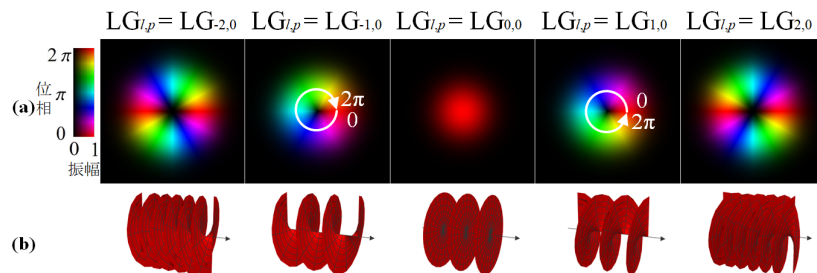 LGl,p = LG-2,0
LGl,p = LG-1,0
LGl,p = LG0,0
LGl,p = LG1,0
LGl,p = LG2,0
(a)
2π
位
相
π
0
0 1
振幅
2π
0
0
2π
(b)